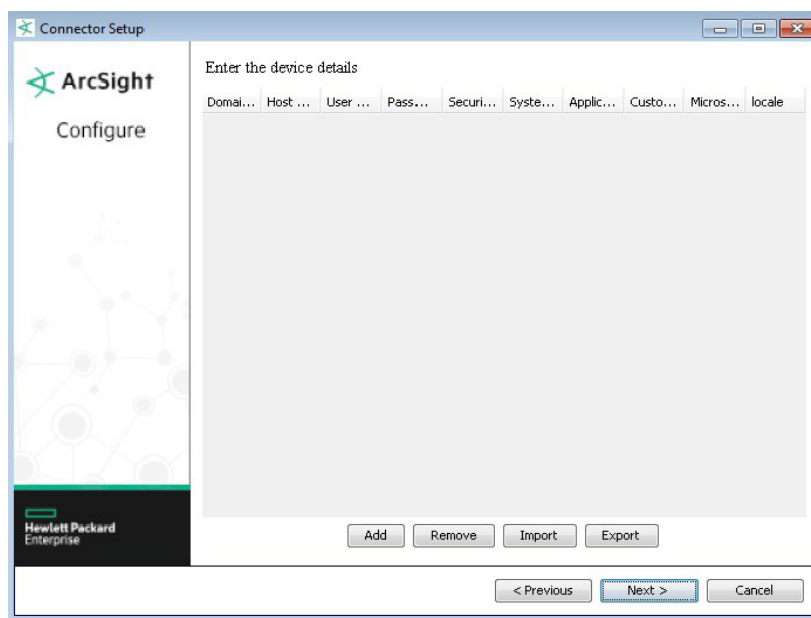 Connector Setup
ArcSight
Configure
Enter the device details
Domai... Host ... User ... Pass... Securi... Syste... Applic... Custo... Micros... locale
Hewlett Packard
Enterprise
Add Remove Import Export
< Previous Next > Cancel